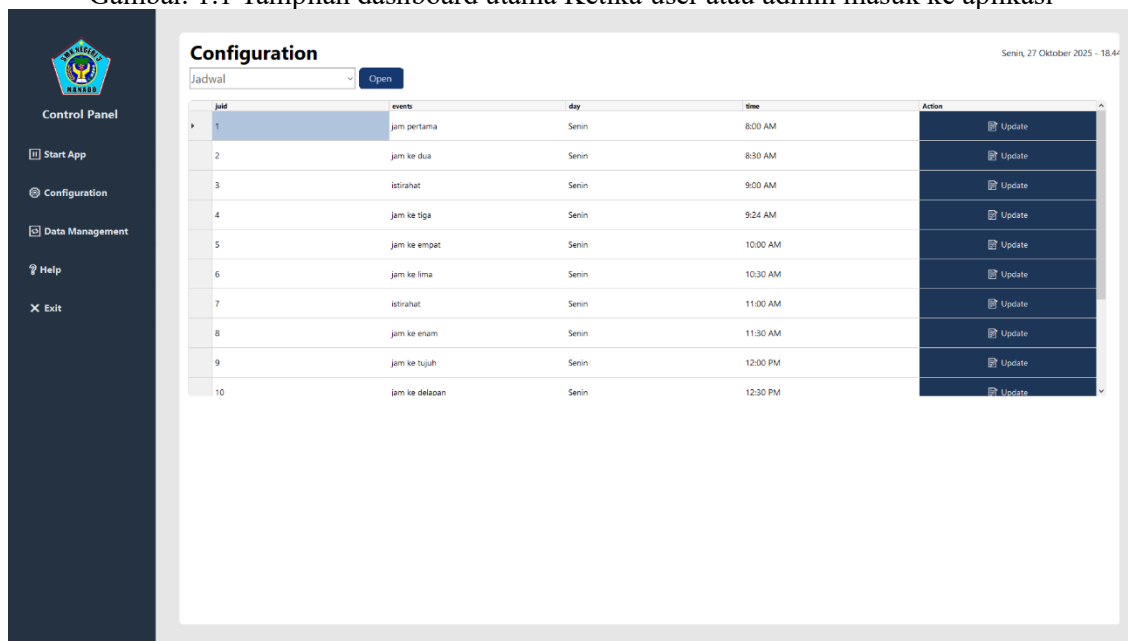 Gambar. 1.1 Tampilan dashboard utama Ketika user atau admin masuk ke aplikasi
SMK NEGERI 5
MANADO
Control Panel
Start App
Configuration
Data Management
Help
Exit
Configuration
Senin, 27 Oktober 2025 - 18.44
Jadwal Open
juid events day time Action
1 jam pertama Senin 8:00 AM Update
2 jam ke dua Senin 8:30 AM Update
3 istirahat Senin 9:00 AM Update
4 jam ke tiga Senin 9:24 AM Update
5 jam ke empat Senin 10:00 AM Update
6 jam ke lima Senin 10:30 AM Update
7 istirahat Senin 11:00 AM Update
8 jam ke enam Senin 11:30 AM Update
9 jam ke tujuh Senin 12:00 PM Update
10 jam ke delapan Senin 12:30 PM Update